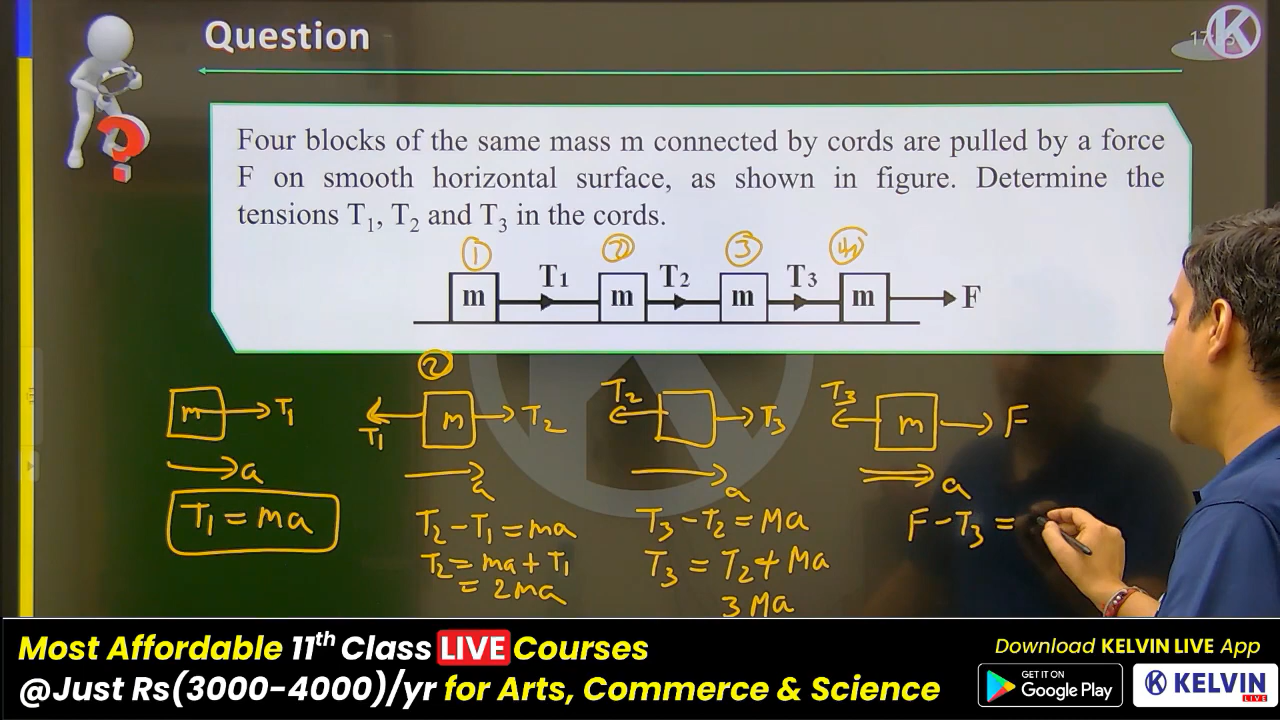 Question
Four blocks of the same mass m connected by cords are pulled by a force
F on smooth horizontal surface, as shown in figure. Determine the
tensions T₁, T₂ and T₃ in the cords.
1 2 3 4
T₁ T₂ T₃
m m m m F
2
m T₁
T₁ m T₂
T₂ T₃
T₃ m F
a a a a
T₁ = ma
T₂ - T₁ = ma
T₂ = ma + T₁
= 2ma
T₃ - T₂ = Ma
T₃ = T₂ + Ma
3 Ma
F - T₃ =
Most Affordable 11th Class LIVE Courses
@Just Rs(3000-4000)/yr for Arts, Commerce & Science
Download KELVIN LIVE App
GET IT ON
Google Play
K KELVIN
LIVE